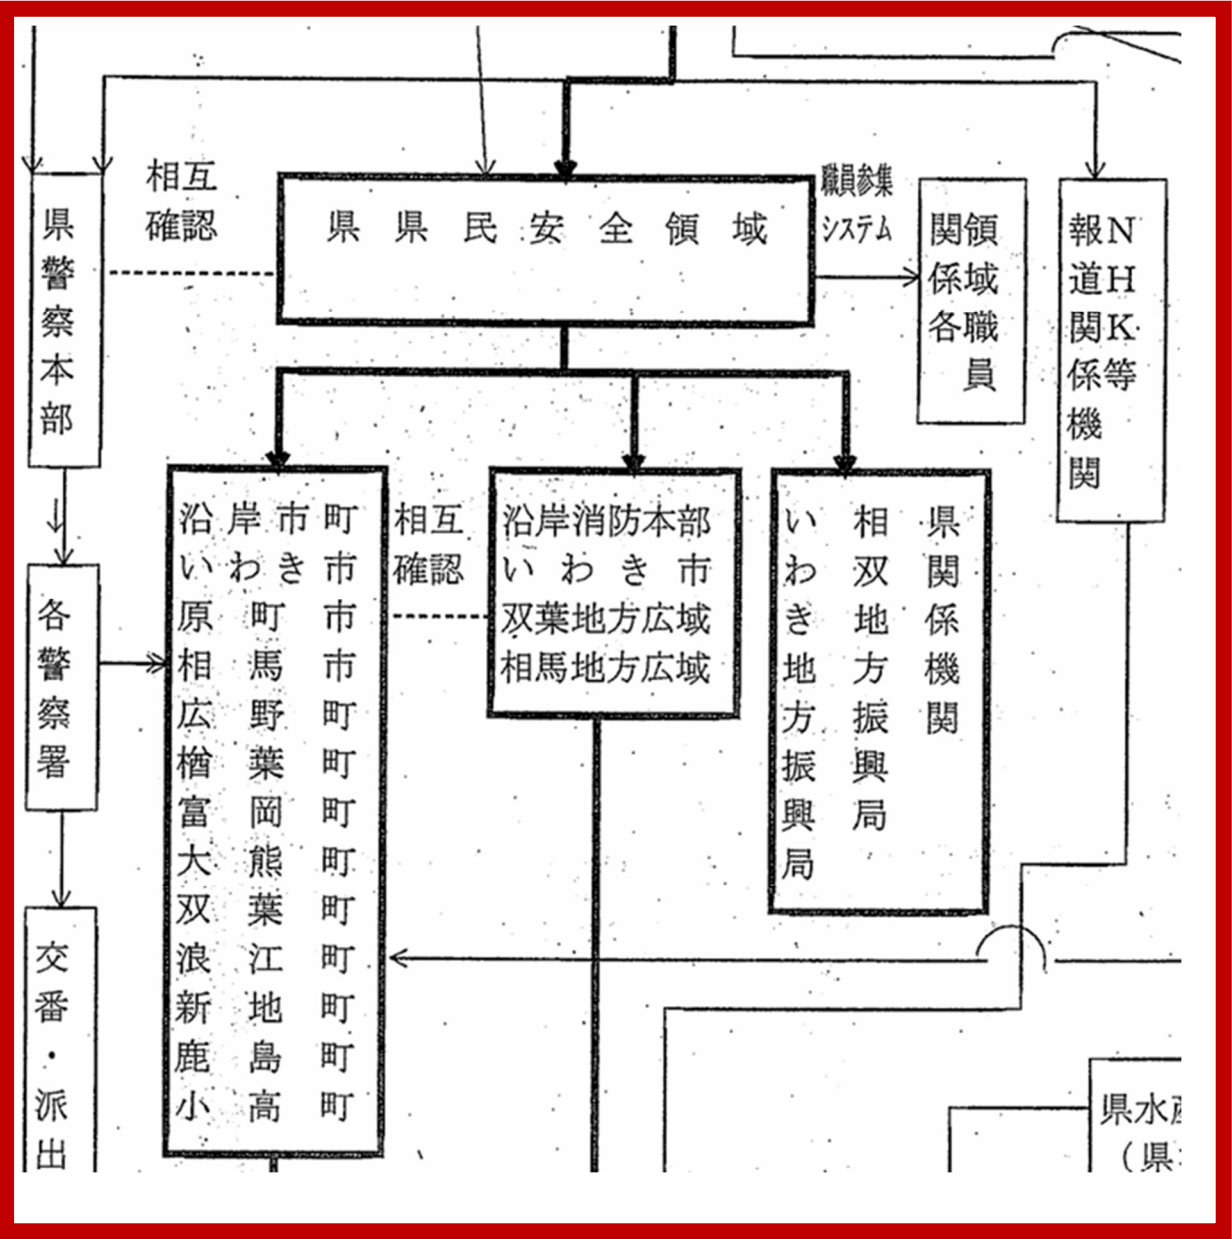 相互
確認
県警察本部
県県民安全領域
職員参集
システム
領域職員
関係各
NHK等
報道関係機関
沿岸市町
いわき市
原町市
相馬市
広野町
楢葉町
富岡町
大熊町
双葉町
浪江町
新地町
鹿島町
小高町
相互
確認
沿岸消防本部
いわき市
双葉地方広域
相馬地方広域
県関係機関
相双地方振興局
いわき地方振興局
各警察署
交番・派出
県水産
（県